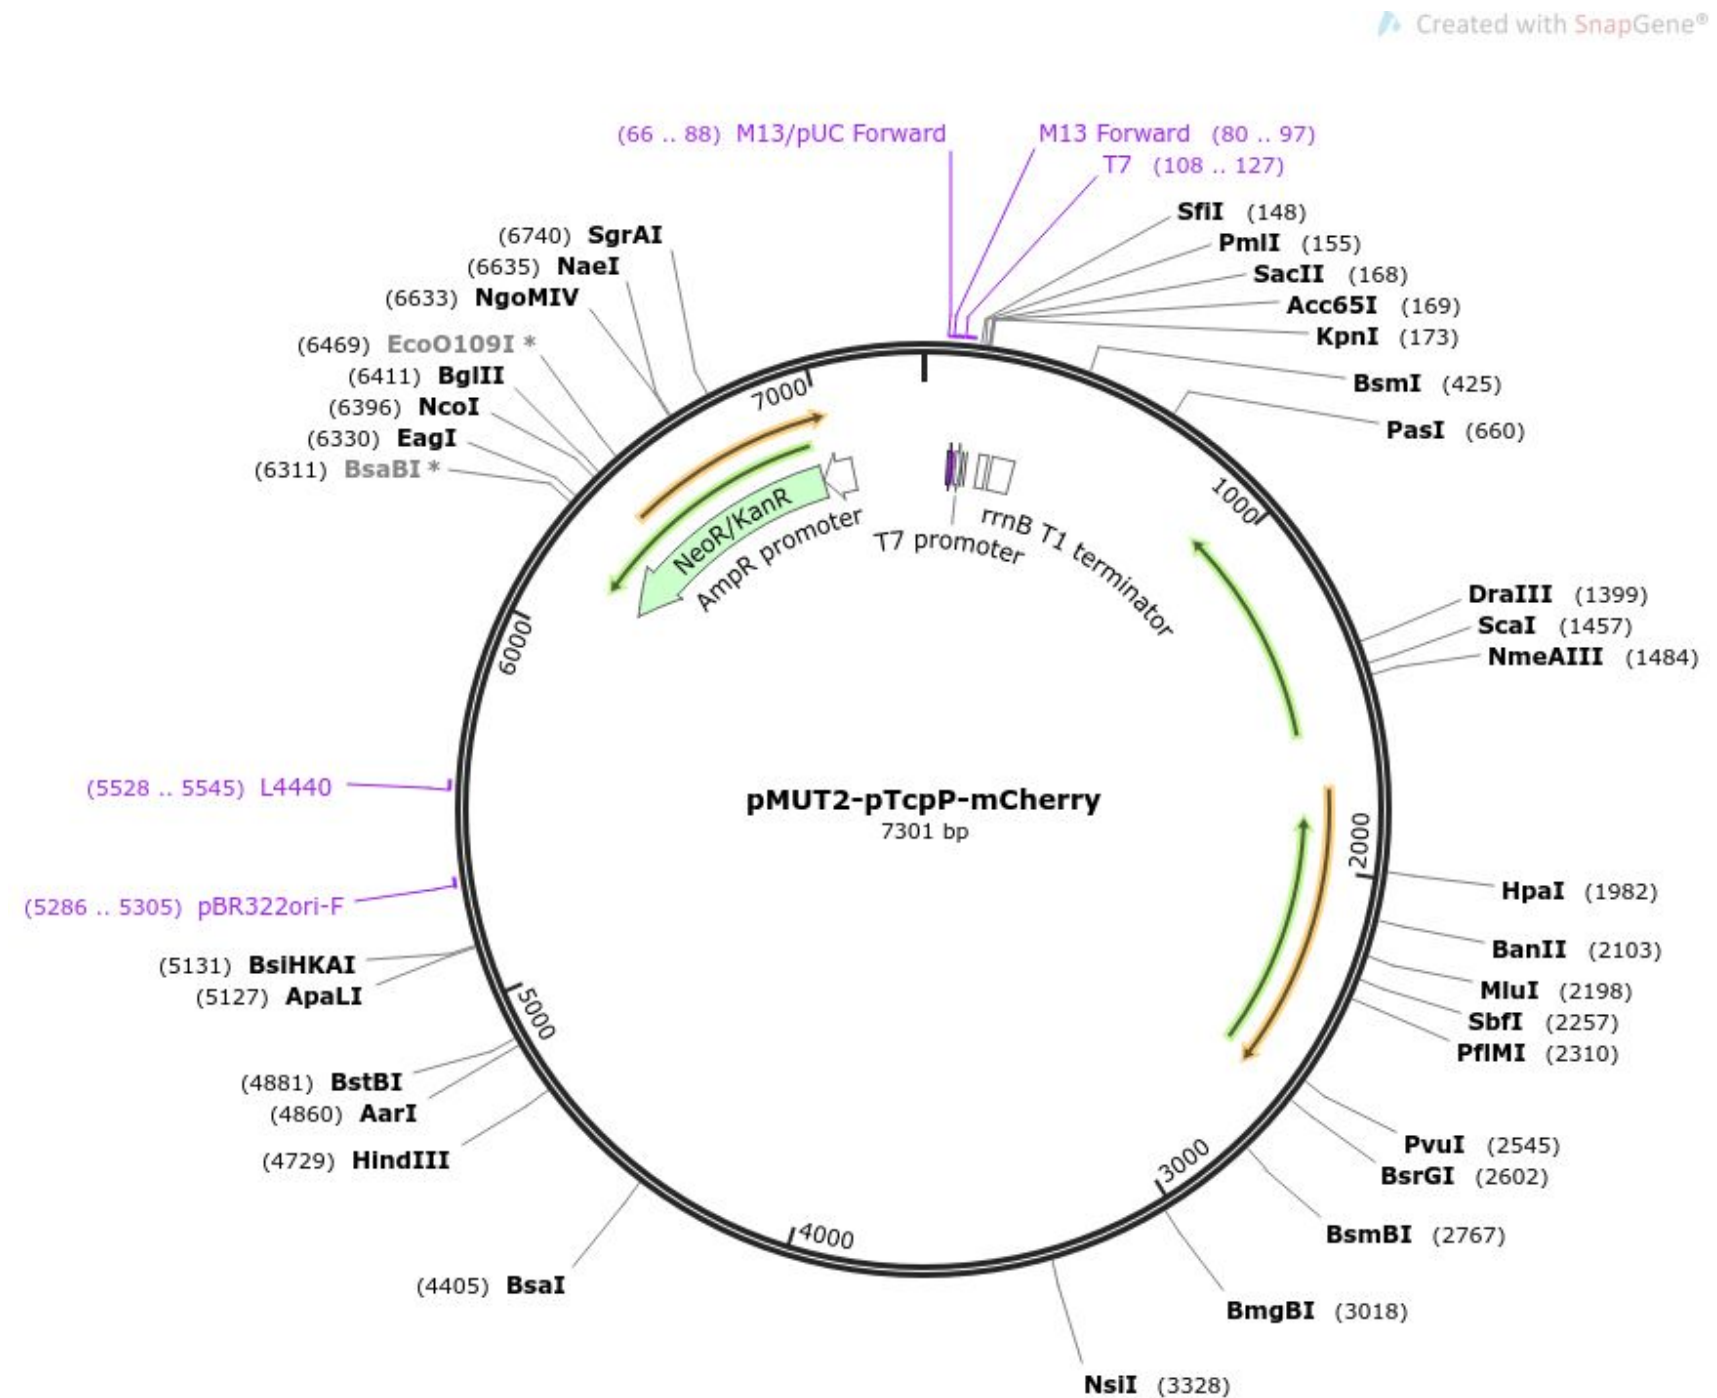 Created with SnapGene®
(66 .. 88) M13/pUC Forward
M13 Forward (80 .. 97)
T7 (108 .. 127)
SfiI (148)
PmlI (155)
SacII (168)
Acc65I (169)
KpnI (173)
BsmI (425)
PasI (660)
DraIII (1399)
ScaI (1457)
NmeAIII (1484)
HpaI (1982)
BanII (2103)
MluI (2198)
SbfI (2257)
PflMI (2310)
PvuI (2545)
BsrGI (2602)
BsmBI (2767)
BmgBI (3018)
NsiI (3328)
(4405) BsaI
(4729) HindIII
(4860) AarI
(4881) BstBI
(5127) ApaLI
(5131) BsiHKAI
(5286 .. 5305) pBR322ori-F
(5528 .. 5545) L4440
(6311) BsaBI *
(6330) EagI
(6396) NcoI
(6411) BglII
(6469) EcoO109I *
(6633) NgoMIV
(6635) NaeI
(6740) SgrAI
1000
2000
3000
4000
5000
6000
7000
NeoR/KanR
AmpR promoter
T7 promoter
rrnB T1 terminator
pMUT2-pTcpP-mCherry
7301 bp